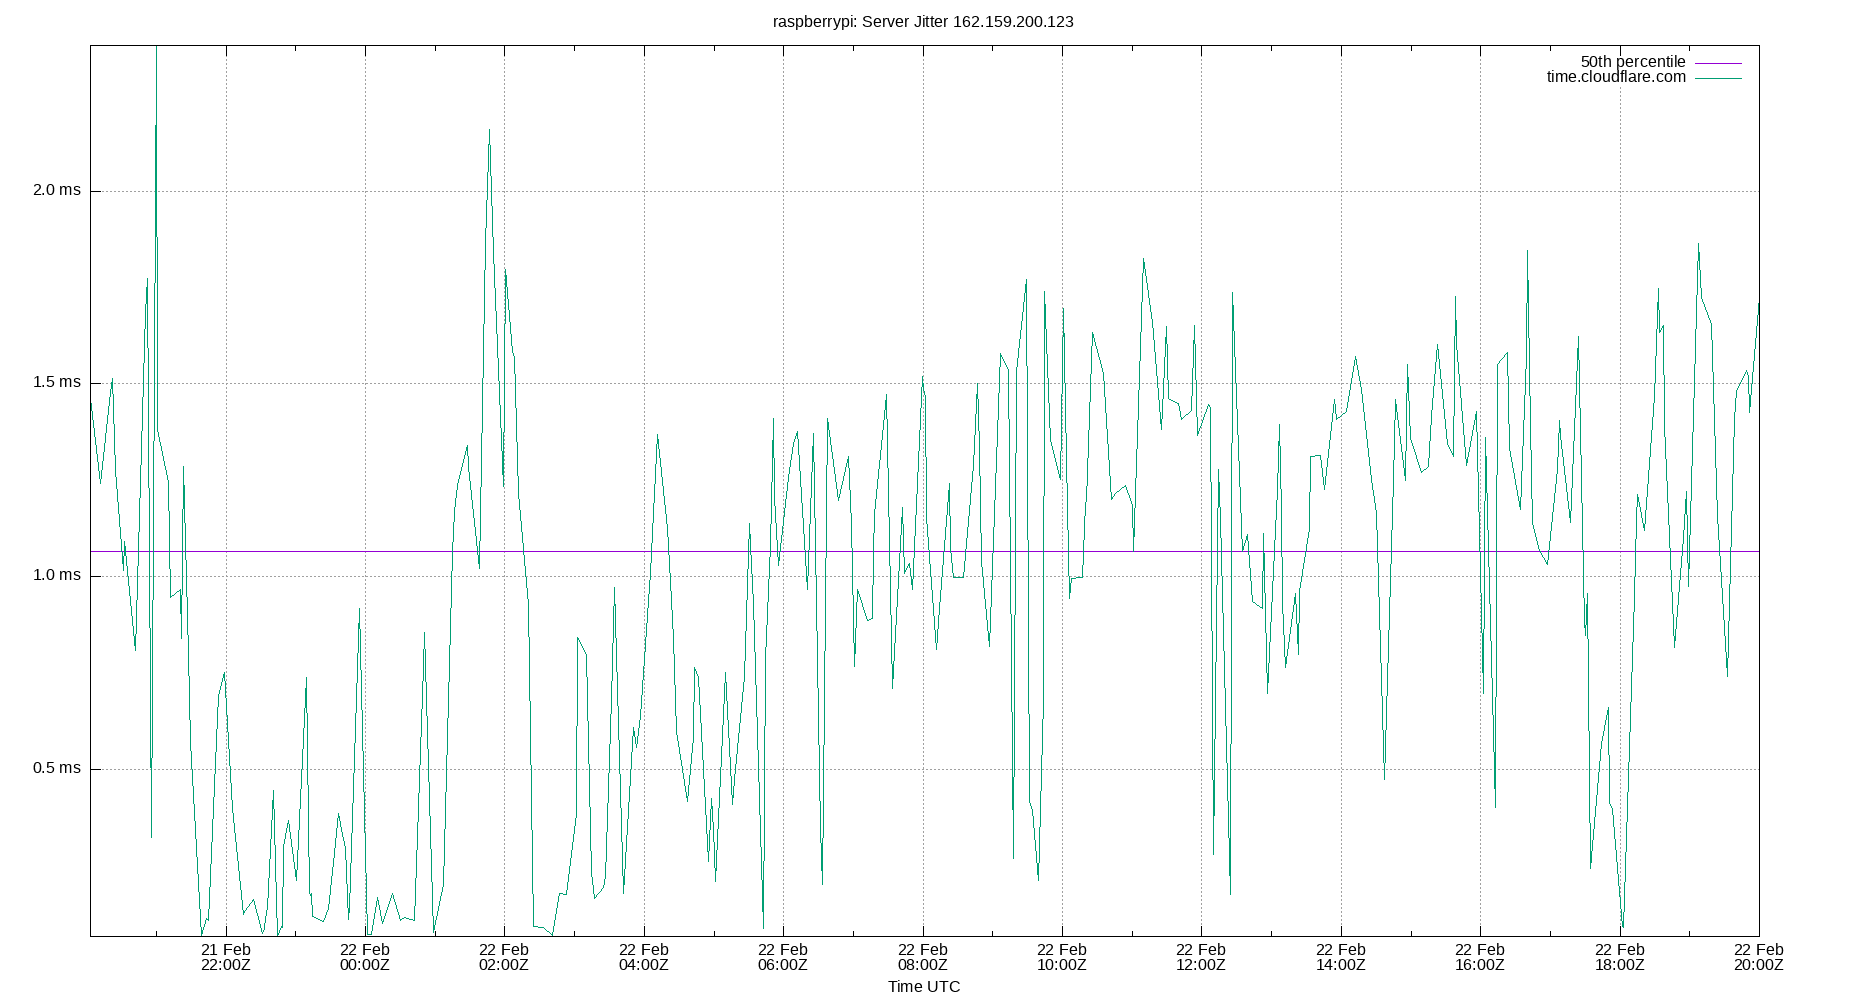 raspberrypi: Server Jitter 162.159.200.123
50th percentile
time.cloudflare.com
2.0 ms
1.5 ms
1.0 ms
0.5 ms
21 Feb 22 Feb 22 Feb 22 Feb 22 Feb 22 Feb 22 Feb 22 Feb 22 Feb 22 Feb 22 Feb 22 Feb
22:00Z 00:00Z 02:00Z 04:00Z 06:00Z 08:00Z 10:00Z 12:00Z 14:00Z 16:00Z 18:00Z 20:00Z
Time UTC